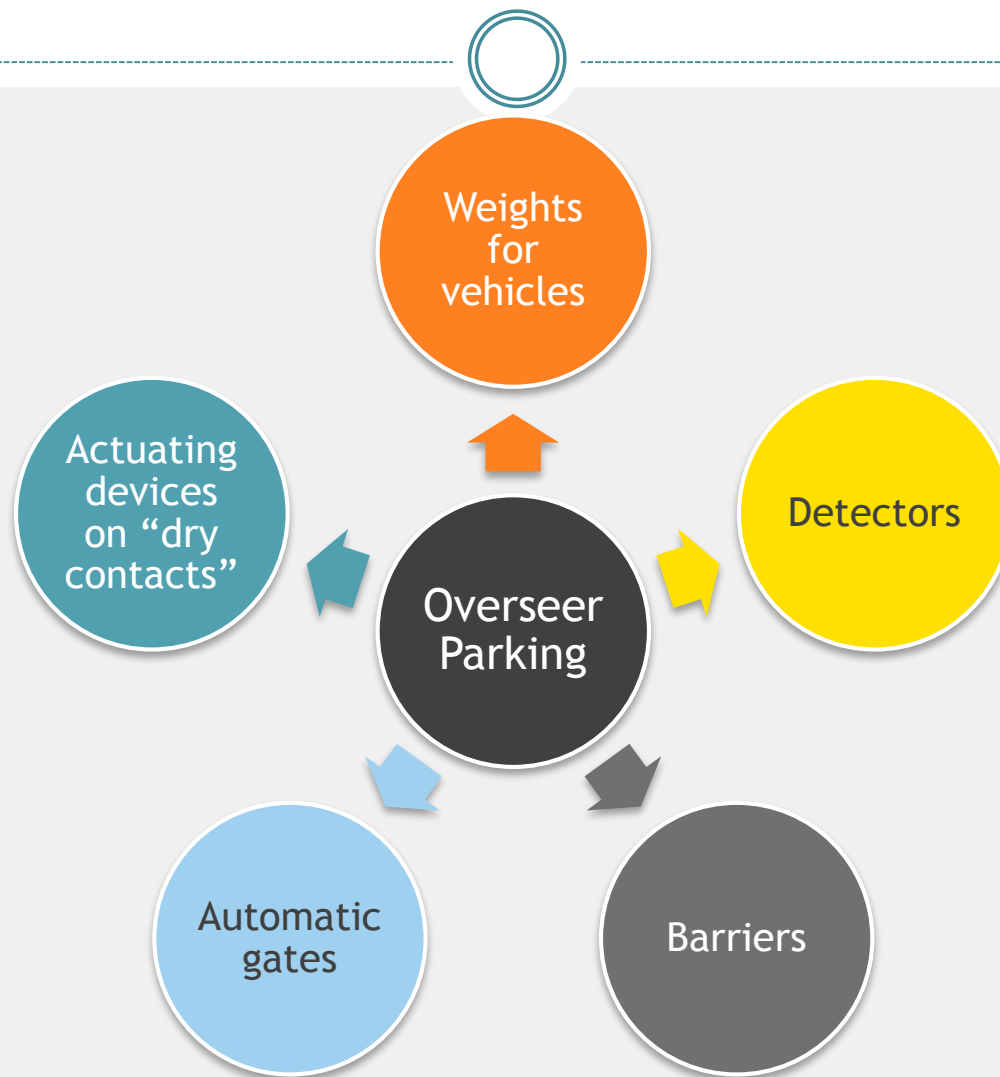 Weights
for
vehicles
Actuating
devices
on “dry
contacts”
Detectors
Overseer
Parking
Automatic
gates
Barriers